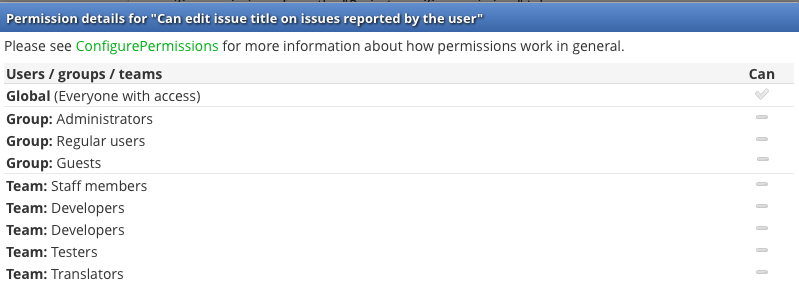 Permission details for "Can edit issue title on issues reported by the user"
Please see ConfigurePermissions for more information about how permissions work in general.
Users / groups / teams Can
Global (Everyone with access)
Group: Administrators
Group: Regular users
Group: Guests
Team: Staff members
Team: Developers
Team: Developers
Team: Testers
Team: Translators